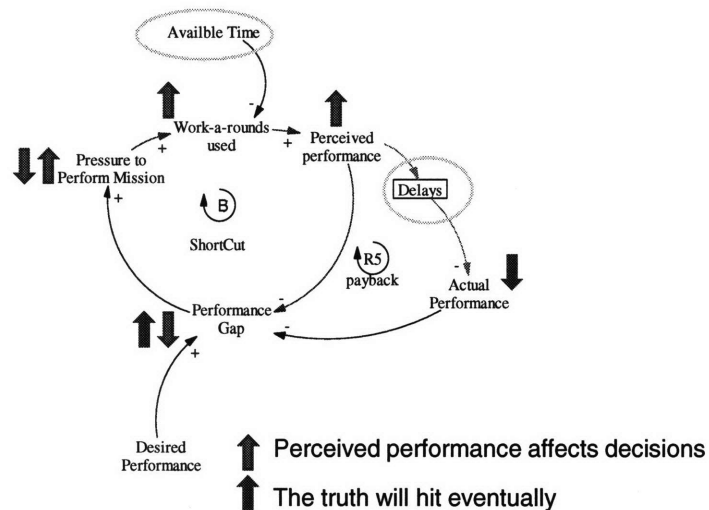 Availble Time
-
Work-a-rounds
used
+
+
Perceived
performance
Pressure to
Perform Mission
+
Delays
B
ShortCut
R5
payback
-
Actual
Performance
-
-
Performance
Gap
+
Desired
Performance
Perceived performance affects decisions
The truth will hit eventually